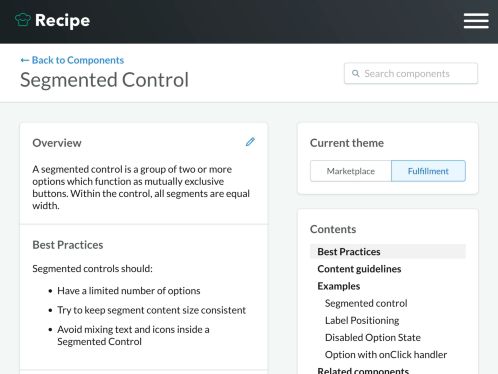 Recipe
← Back to Components
Segmented Control
Search components
Overview
A segmented control is a group of two or more
options which function as mutually exclusive
buttons. Within the control, all segments are equal
width.
Best Practices
Segmented controls should:
• Have a limited number of options
• Try to keep segment content size consistent
• Avoid mixing text and icons inside a
Segmented Control
Current theme
Marketplace
Fulfillment
Contents
Best Practices
Content guidelines
Examples
Segmented control
Label Positioning
Disabled Option State
Option with onClick handler
Related components